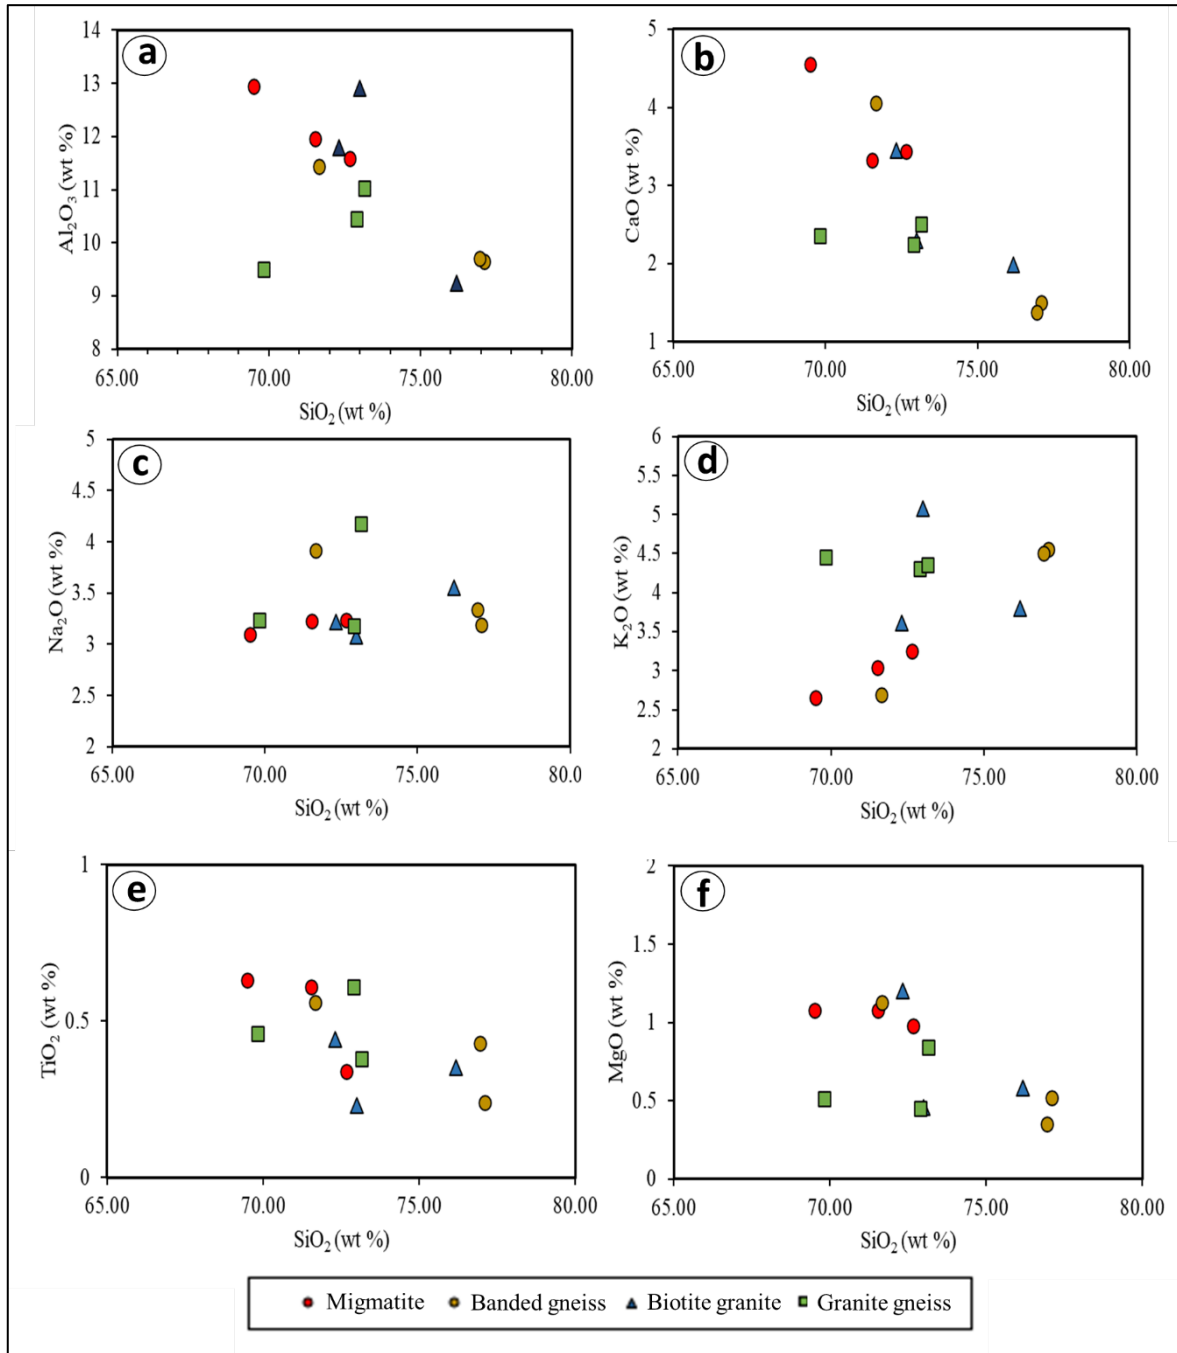 a
14
13
12
11
10
9
8
Al₂O₃ (wt %)
65.00 70.00 75.00 80.00
SiO₂ (wt %)
b
5
4
3
2
1
CaO (wt %)
65.00 70.00 75.00 80.00
SiO₂ (wt %)
c
5
4.5
4
3.5
3
2.5
2
Na₂O (wt %)
65.00 70.00 75.00 80.00
SiO₂ (wt %)
d
6
5.5
5
4.5
4
3.5
3
2.5
2
K₂O (wt %)
65.00 70.00 75.00 80.00
SiO₂ (wt %)
e
1
0.5
0
TiO₂ (wt %)
65.00 70.00 75.00 80.00
SiO₂ (wt %)
f
2
1.5
1
0.5
0
MgO (wt %)
65.00 70.00 75.00 80.00
SiO₂ (wt %)
Migmatite Banded gneiss Biotite granite Granite gneiss